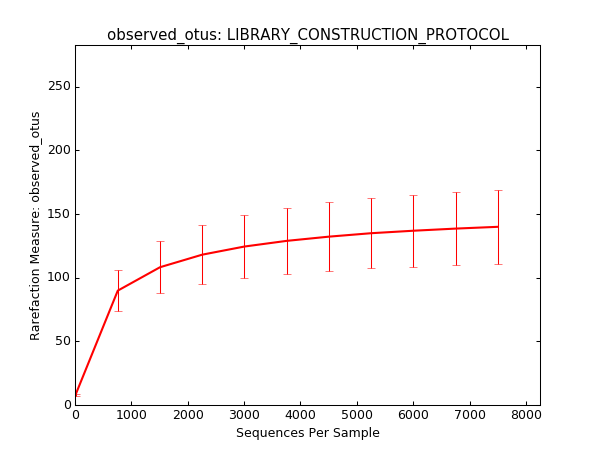 observed_otus: LIBRARY_CONSTRUCTION_PROTOCOL
Rarefaction Measure: observed_otus
250
200
150
100
50
0
0 1000 2000 3000 4000 5000 6000 7000 8000
Sequences Per Sample